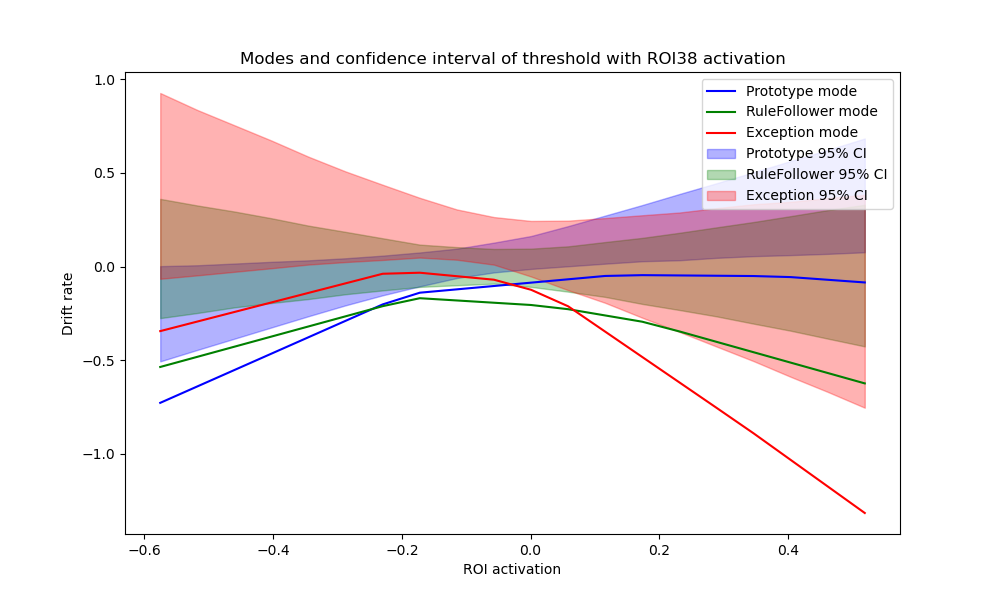 Modes and confidence interval of threshold with ROI38 activation
Prototype mode
RuleFollower mode
Exception mode
Prototype 95% CI
RuleFollower 95% CI
Exception 95% CI
1.0
0.5
0.0
−0.5
−1.0
Drift rate
−0.6
−0.4
−0.2
0.0
0.2
0.4
ROI activation